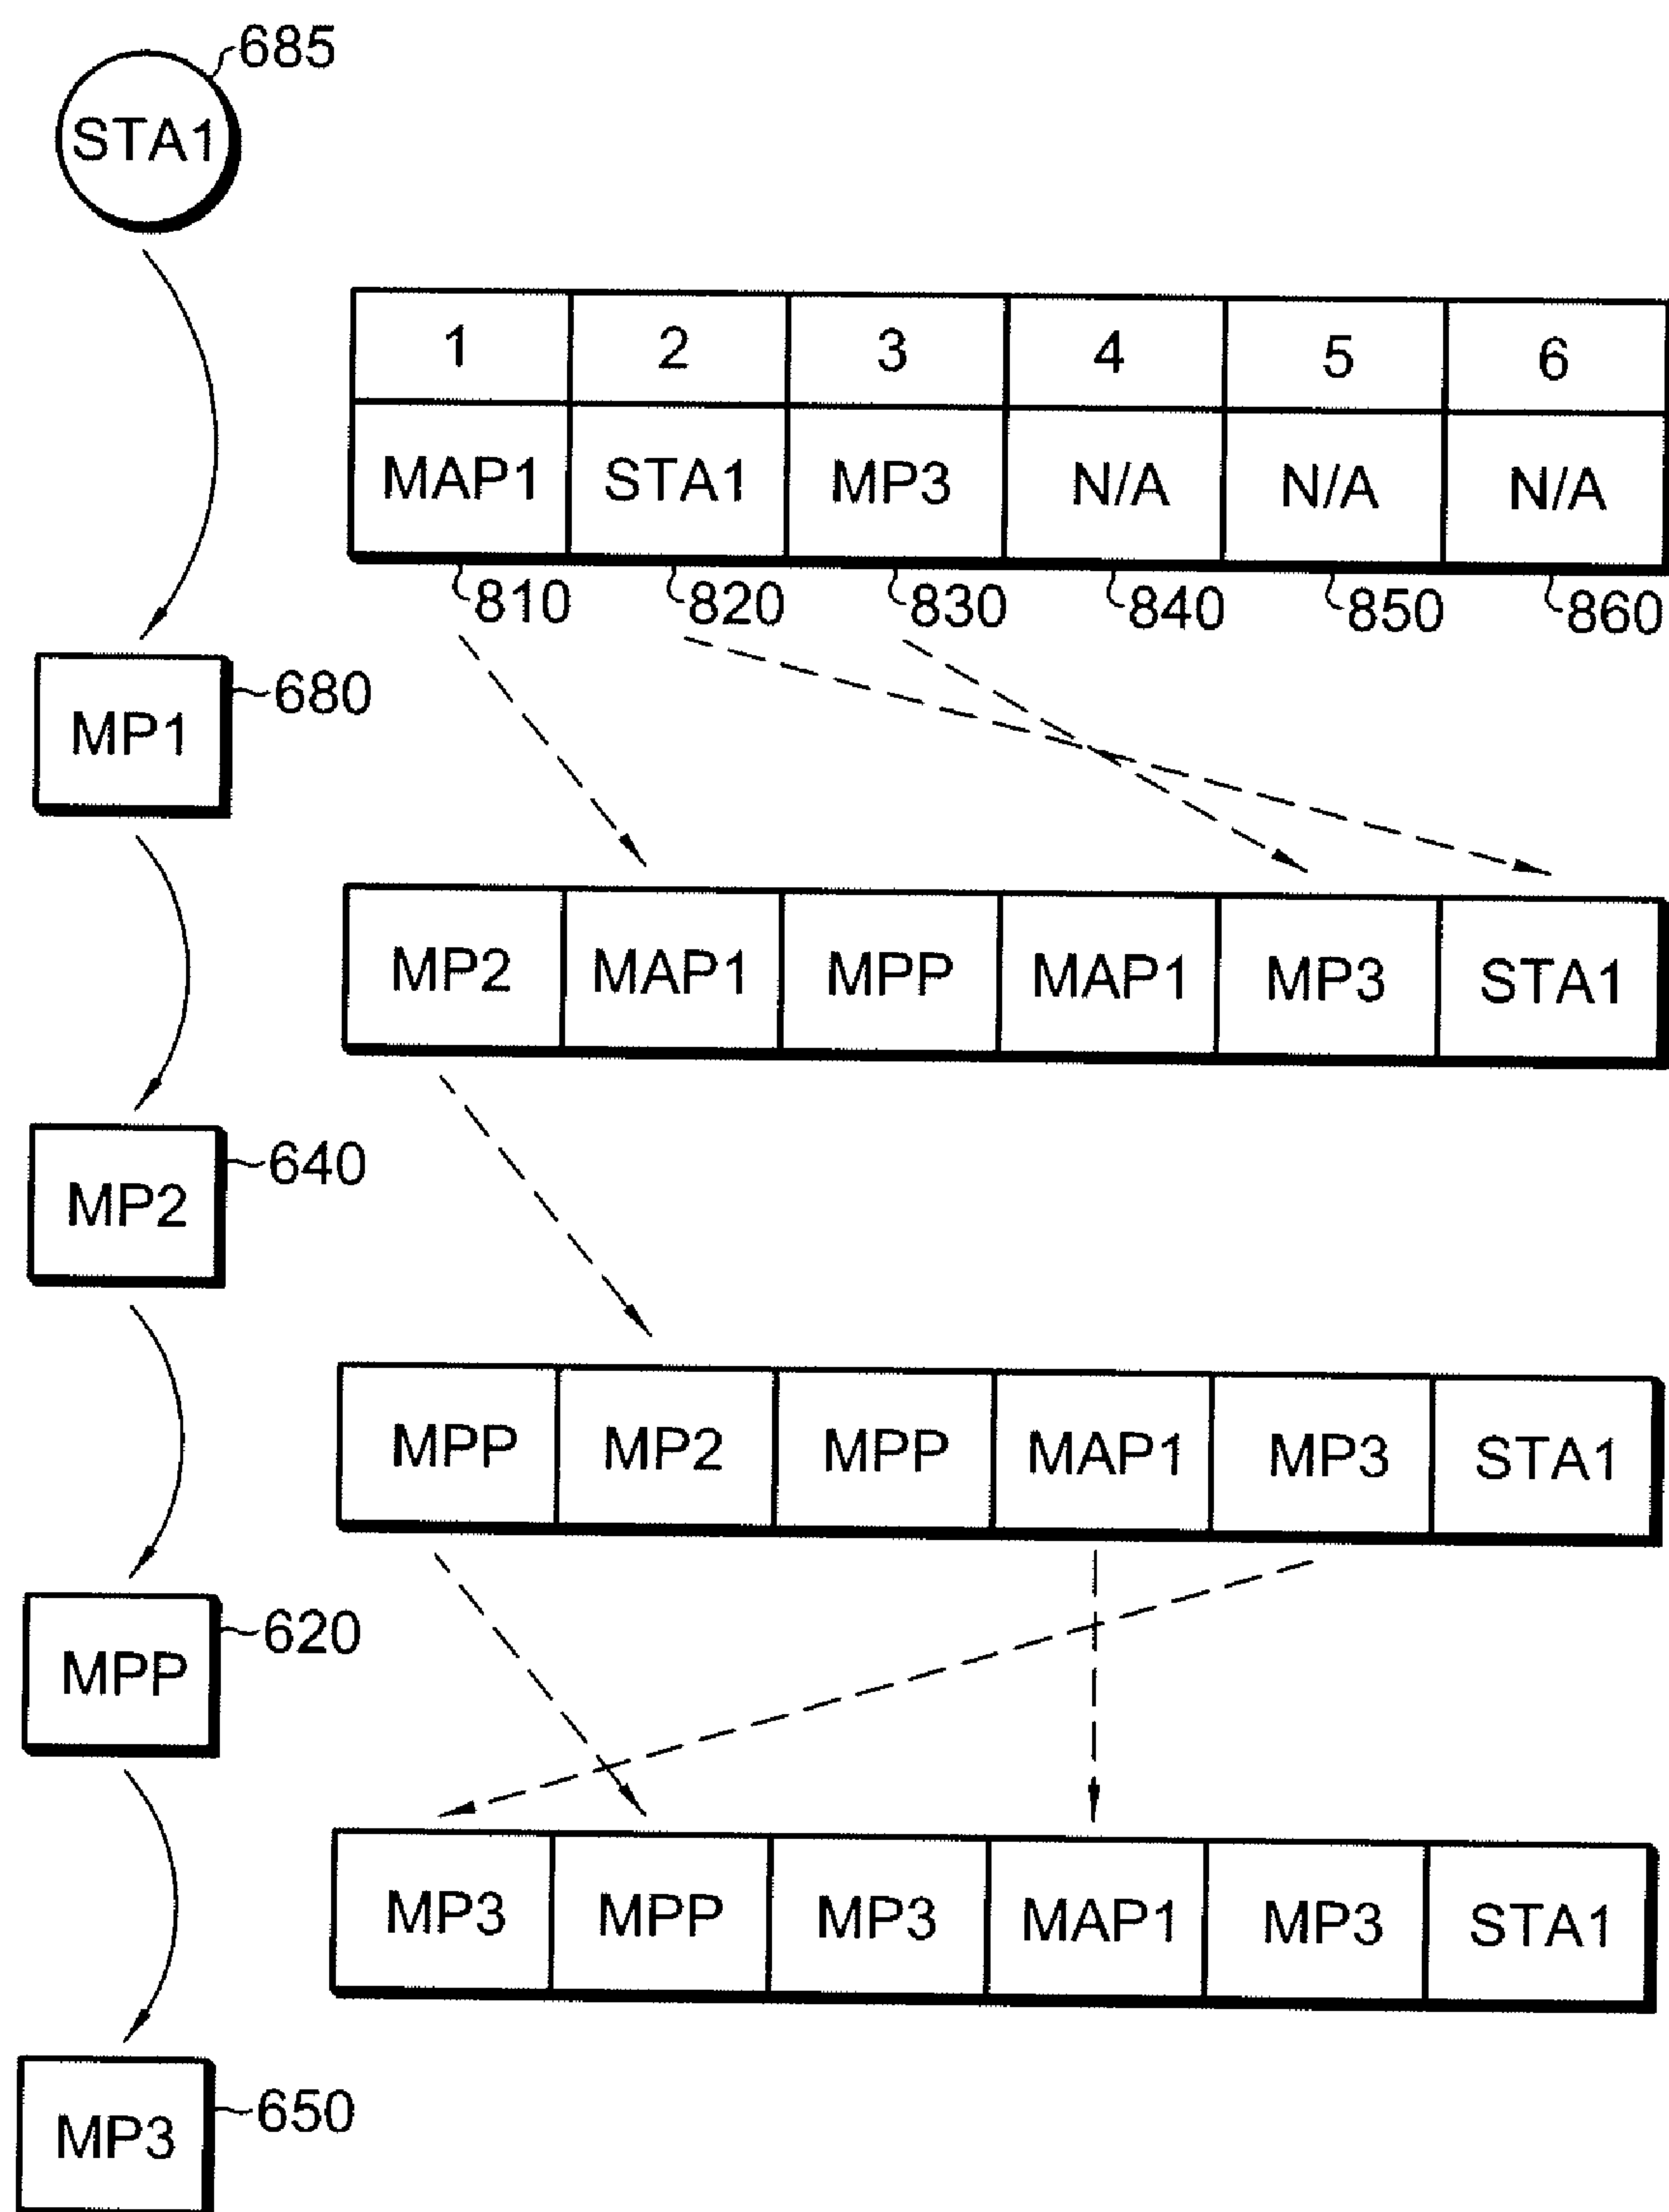 685
STA1
1 2 3 4 5 6
MAP1 STA1 MP3 N/A N/A N/A
810 820 830 840 850 860
680
MP1
MP2 MAP1 MPP MAP1 MP3 STA1
640
MP2
MPP MP2 MPP MAP1 MP3 STA1
620
MPP
MP3 MPP MP3 MAP1 MP3 STA1
650
MP3